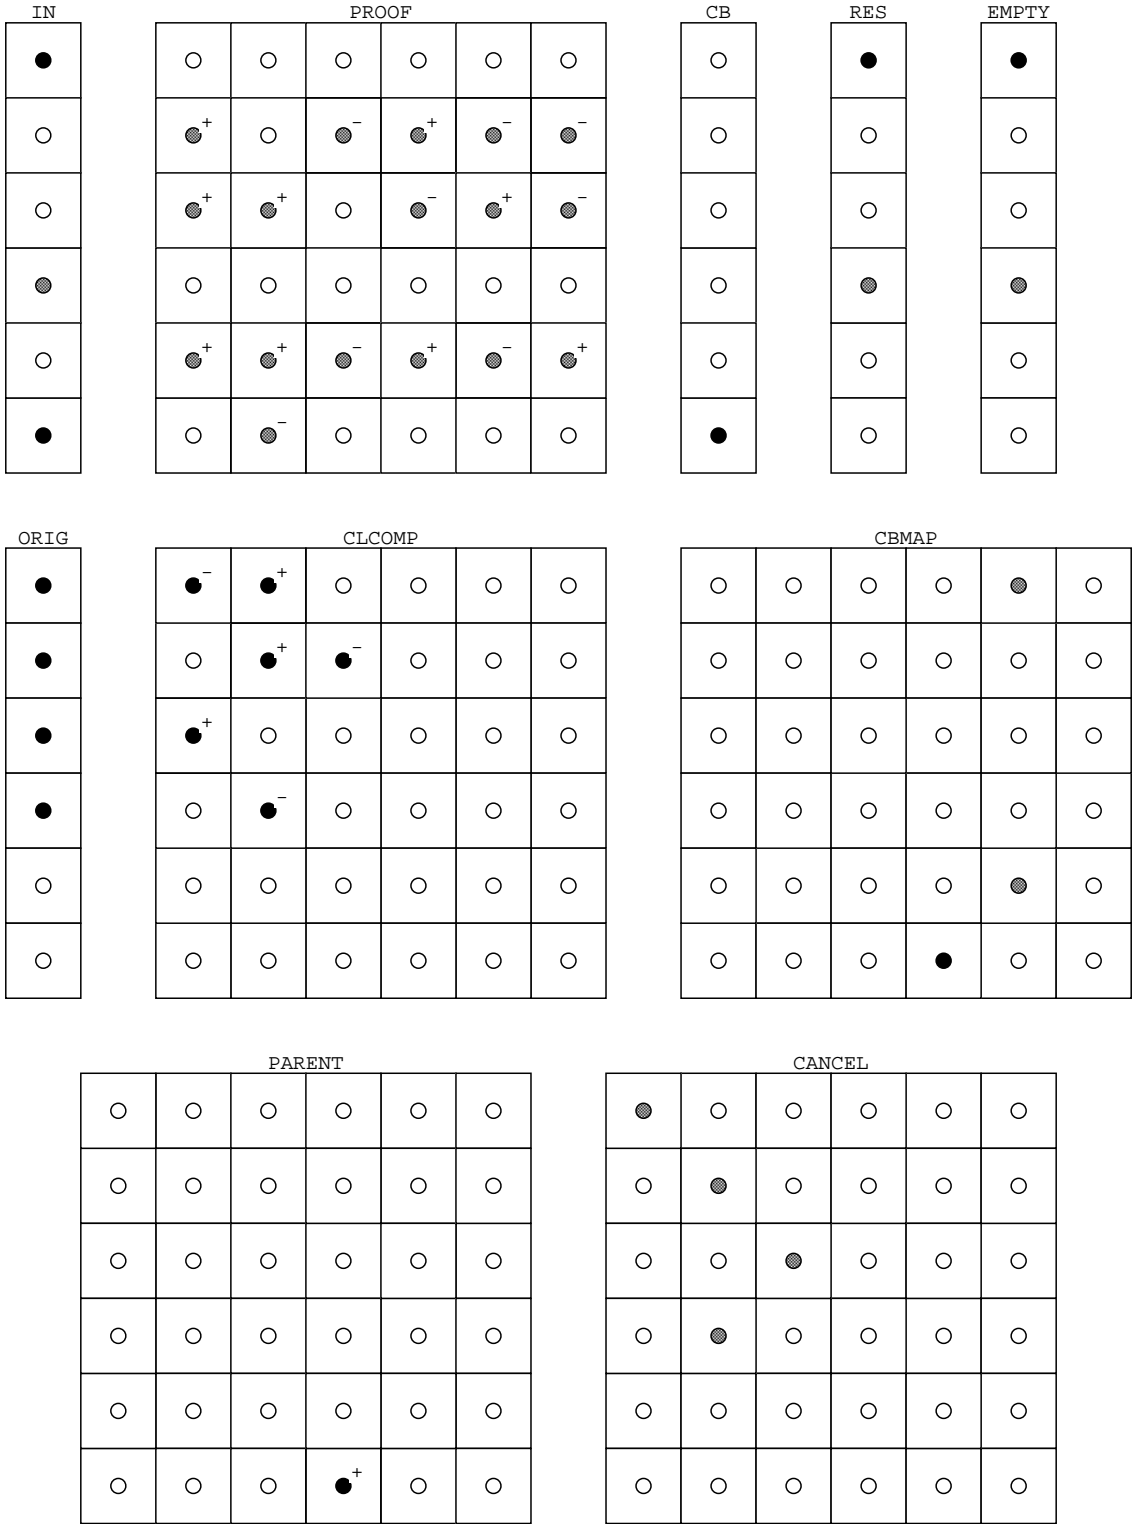 IN PROOF CB RES EMPTY
+ - + - -
+ + - + -
+ + - + - +
-
ORIG CLCOMP CBMAP
- +
+ -
+
-
PARENT CANCEL
+